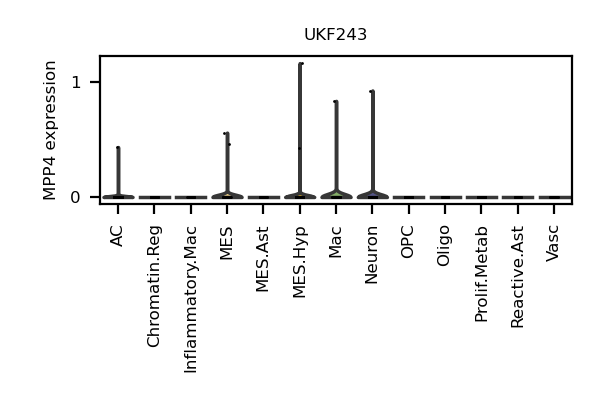 UKF243
MPP4 expression
1
0
AC
Chromatin.Reg
Inflammatory.Mac
MES
MES.Ast
MES.Hyp
Mac
Neuron
OPC
Oligo
Prolif.Metab
Reactive.Ast
Vasc